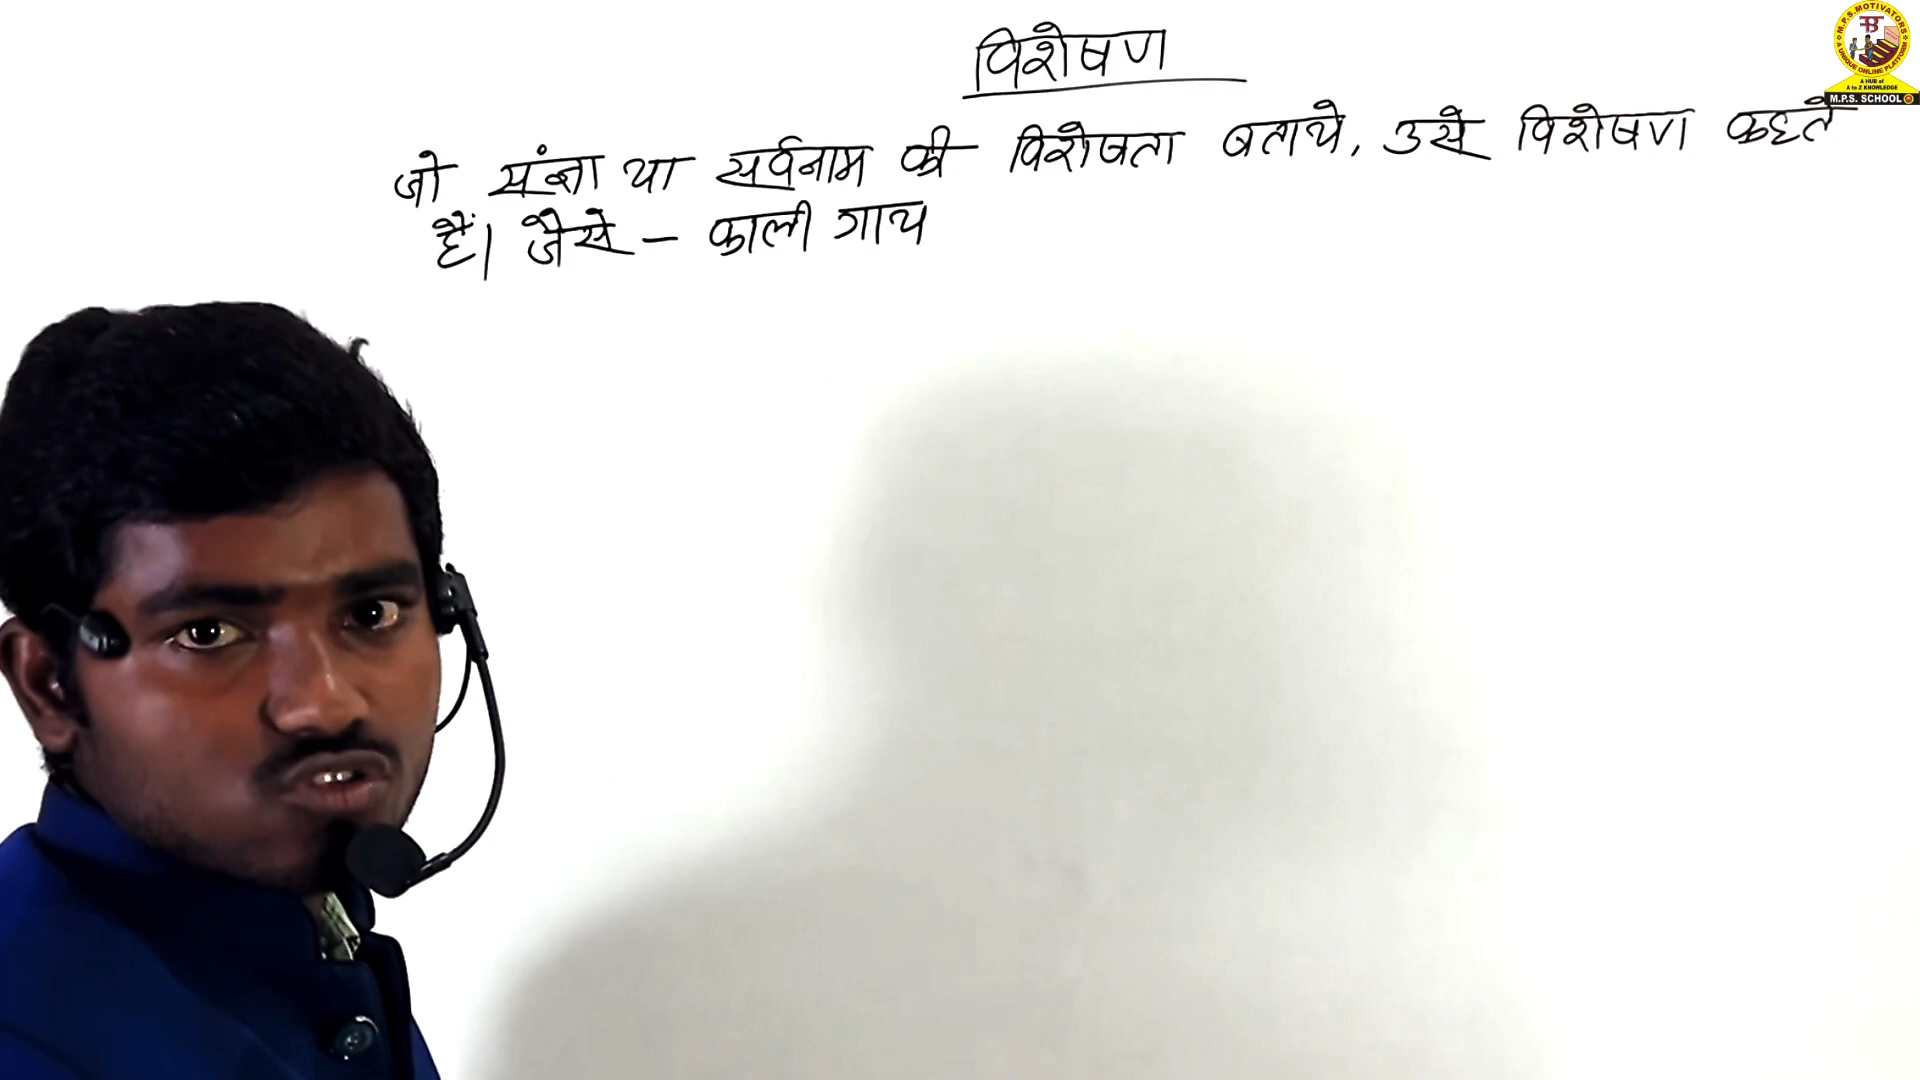 विशेषण
जो संज्ञा या सर्वनाम की विशेषता बताये, उसे विशेषण कहते
हैं। जैसे – काली गाय
M.P.S. MOTIVATORS
A UNIQUE ONLINE PLATFORM
A HUB of
A to Z KNOWLEDGE
M.P.S. SCHOOL